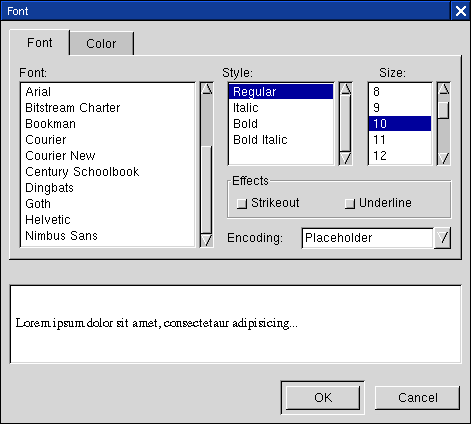 Font
Font
Color
Font:
Arial
Bitstream Charter
Bookman
Courier
Courier New
Century Schoolbook
Dingbats
Goth
Helvetic
Nimbus Sans
Style:
Regular
Italic
Bold
Bold Italic
Size:
8
9
10
11
12
Effects
Strikeout
Underline
Encoding:
Placeholder
Lorem ipsum dolor sit amet, consectetaur adipisicing...
OK
Cancel